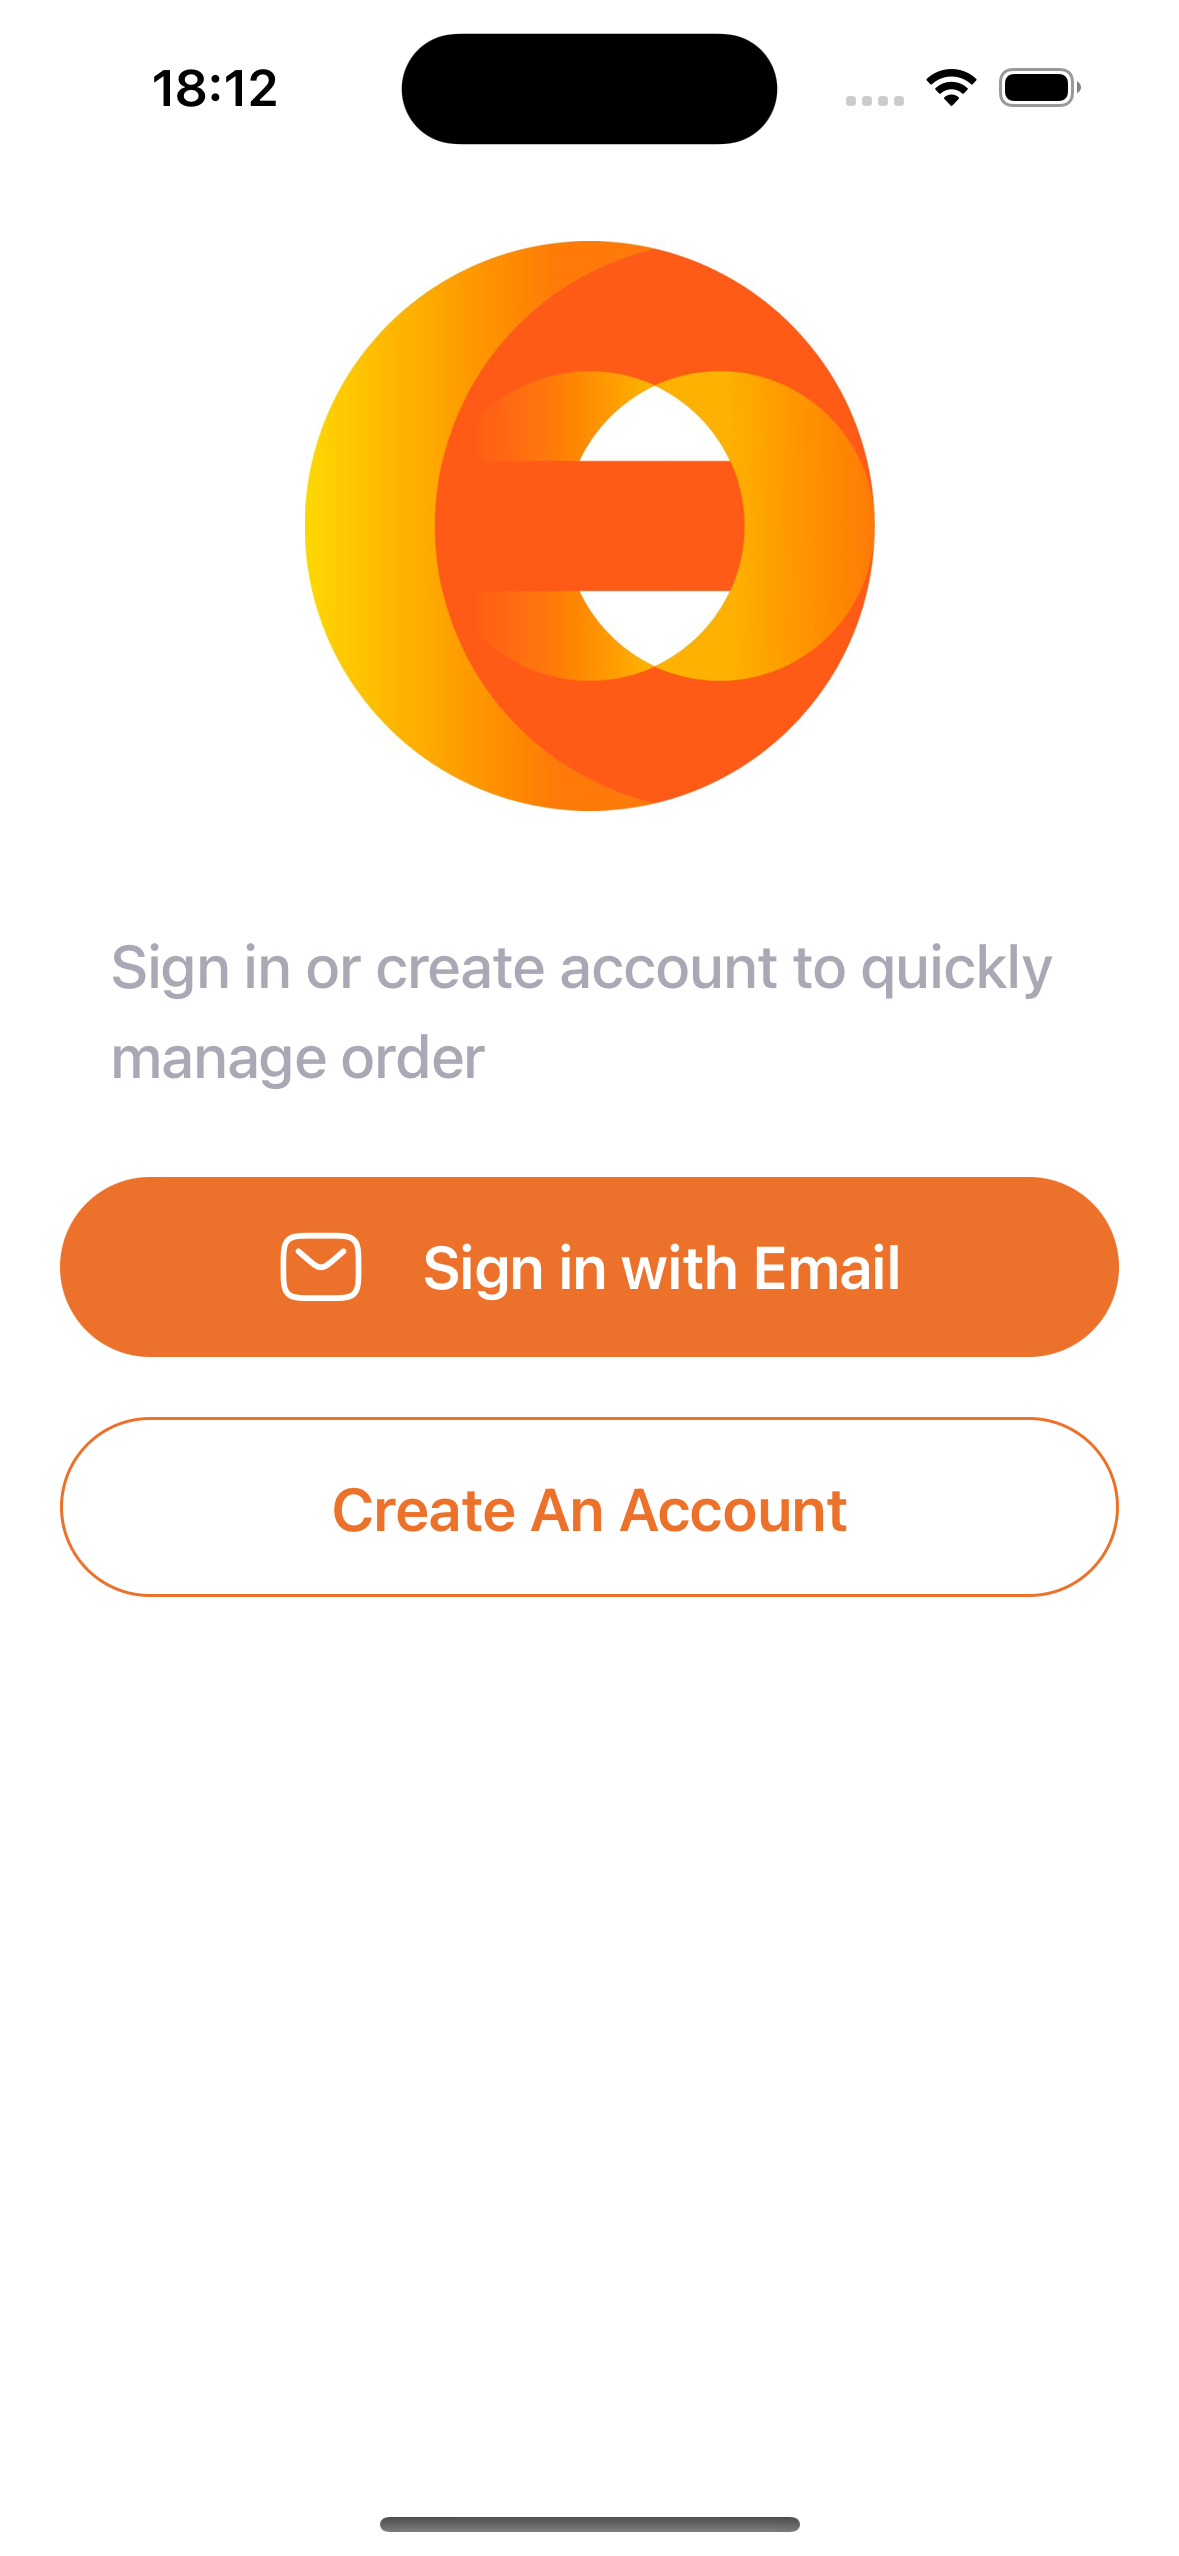 18:12
Sign in or create account to quickly
manage order
Sign in with Email
Create An Account